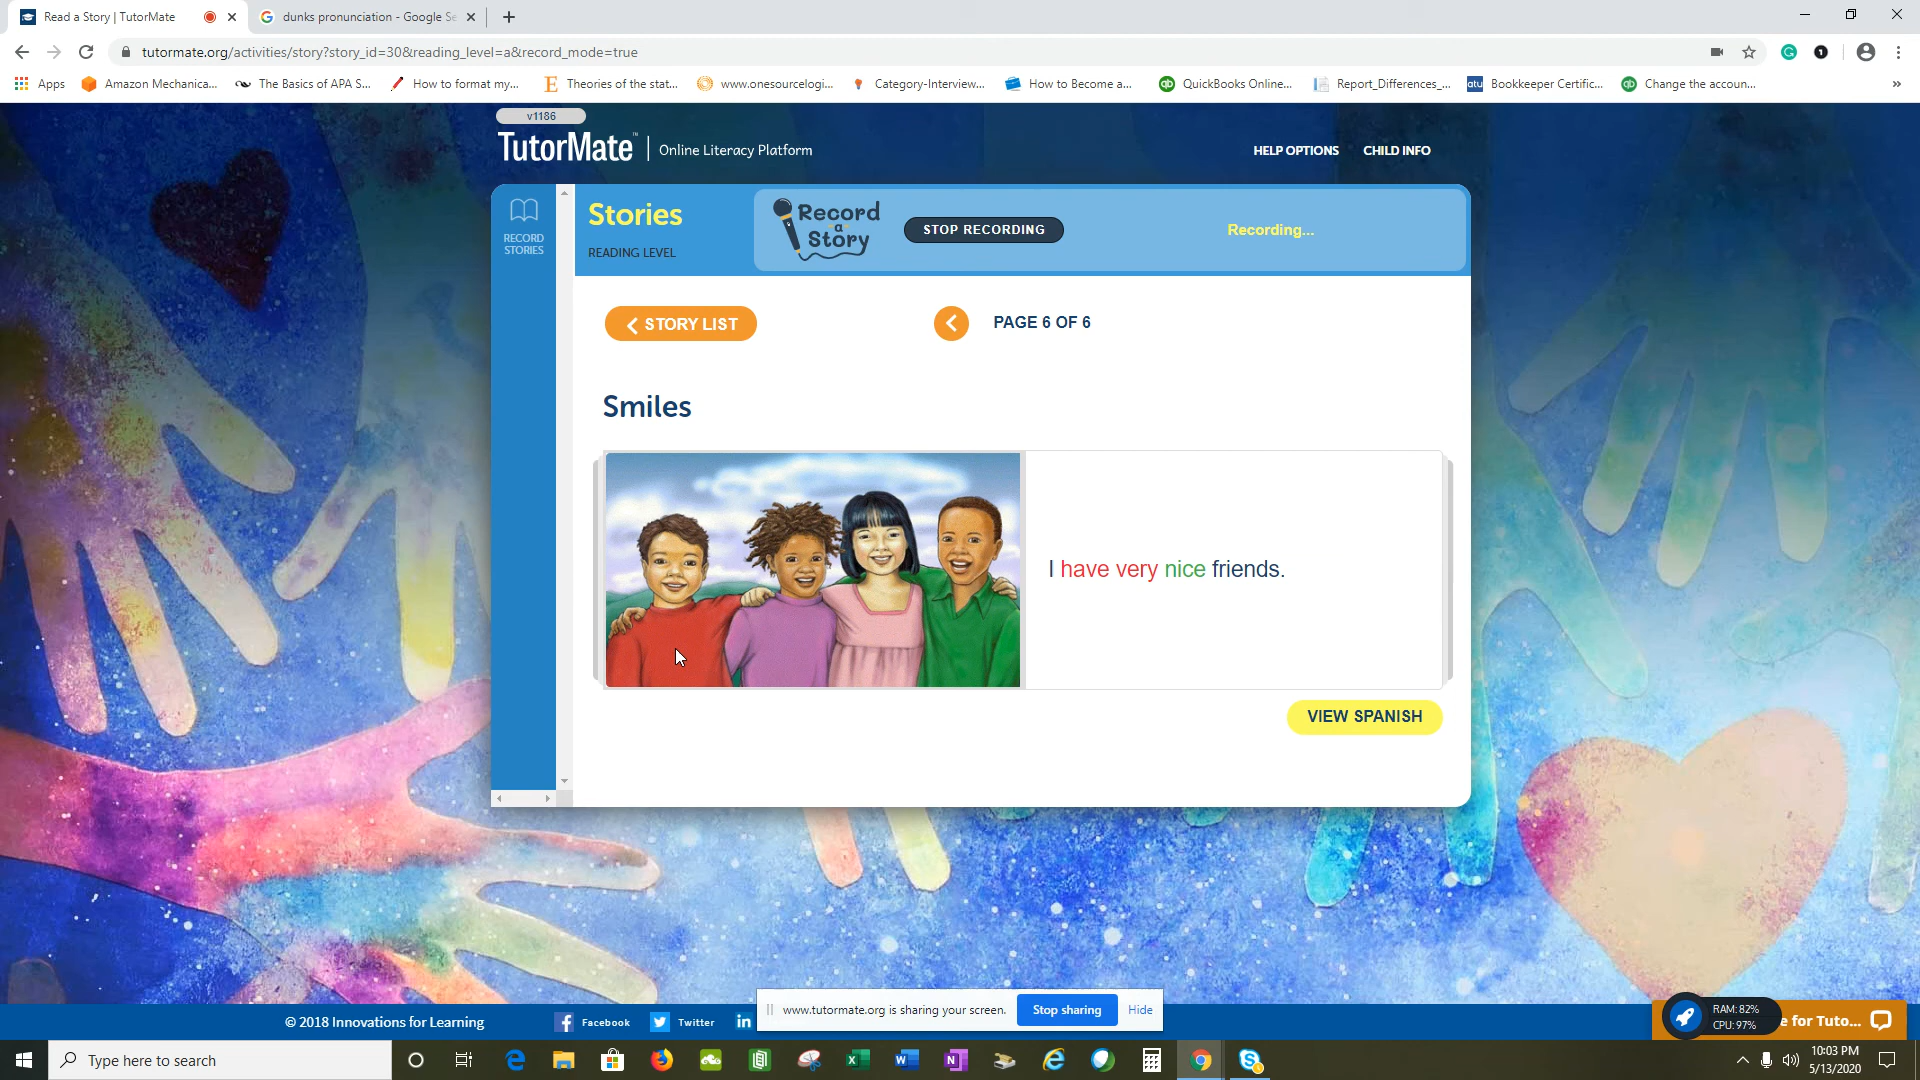 Read a Story | TutorMate
dunks pronunciation - Google Se
tutormate.org/activities/story?story_id=30&reading_level=a&record_mode=true
Apps
Amazon Mechanica...
The Basics of APA S...
How to format my...
Theories of the stat...
www.onesourcelogi...
Category-Interview...
How to Become a...
QuickBooks Online...
Report_Differences_...
Bookkeeper Certific...
Change the accoun...
v1186
TutorMate™ | Online Literacy Platform
HELP OPTIONS
CHILD INFO
RECORD
STORIES
Stories
READING LEVEL
Record
a
Story
STOP RECORDING
Recording...
STORY LIST
PAGE 6 OF 6
Smiles
I have very nice friends.
VIEW SPANISH
© 2018 Innovations for Learning
Facebook
Twitter
in
www.tutormate.org is sharing your screen.
Stop sharing
Hide
RAM: 82%
CPU: 97%
e for Tuto...
Type here to search
10:03 PM
5/13/2020